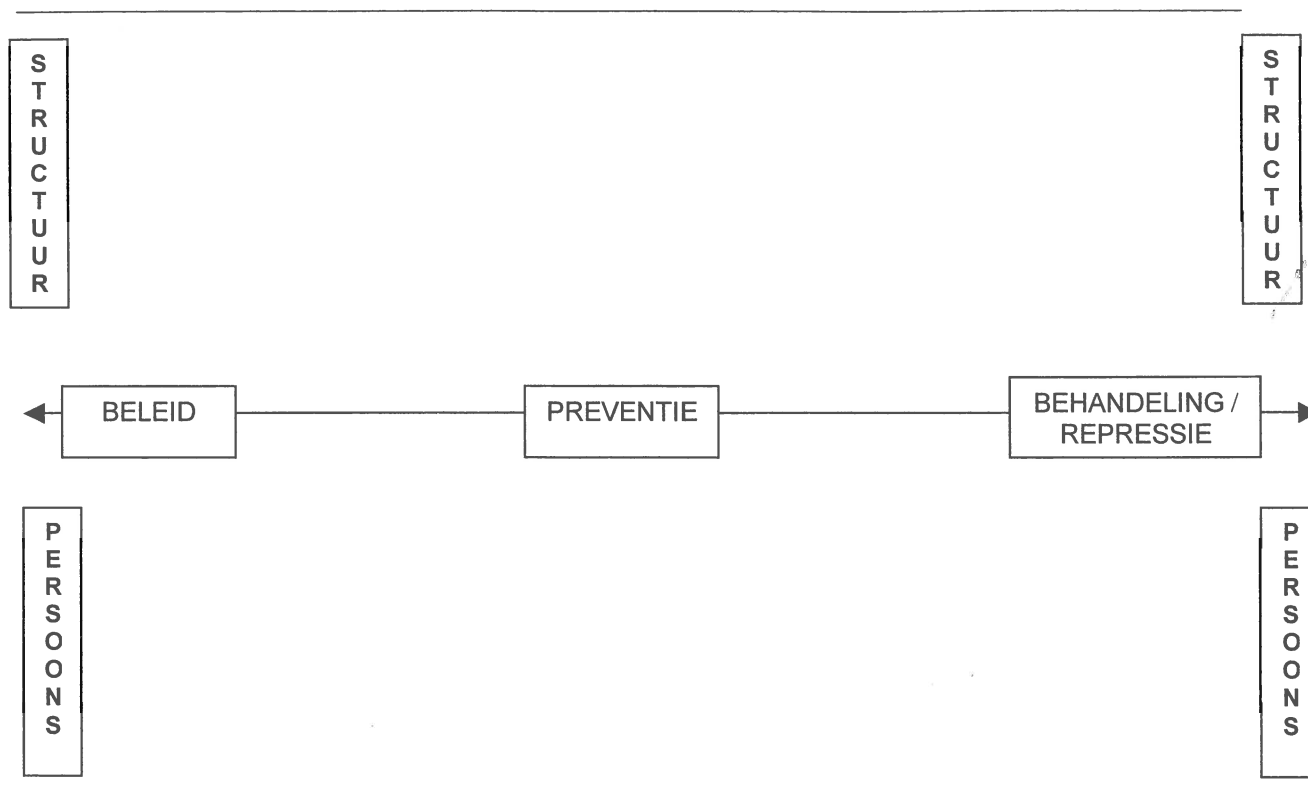 STRUCTUUR
STRUCTUUR
BELEID
PREVENTIE
BEHANDELING /
REPRESSIE
PERSOONS
PERSOONS